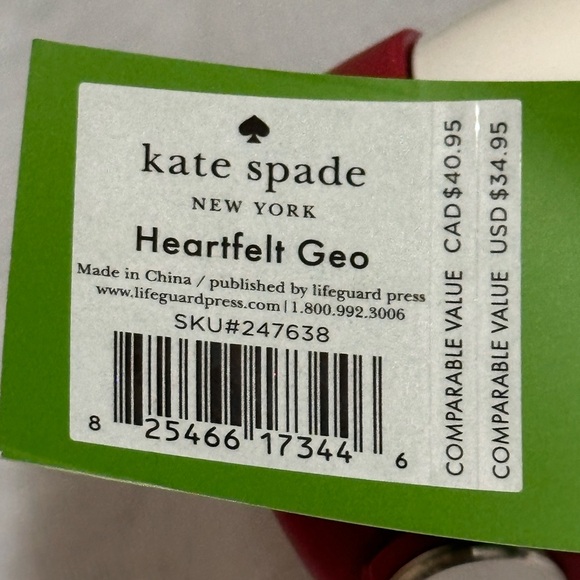 kate spade
NEW YORK
Heartfelt Geo
Made in China / published by lifeguard press
www.lifeguardpress.com | 1.800.992.3006
SKU#247638
8 25466 17344 6
COMPARABLE VALUE CAD$40.95
COMPARABLE VALUE USD$34.95